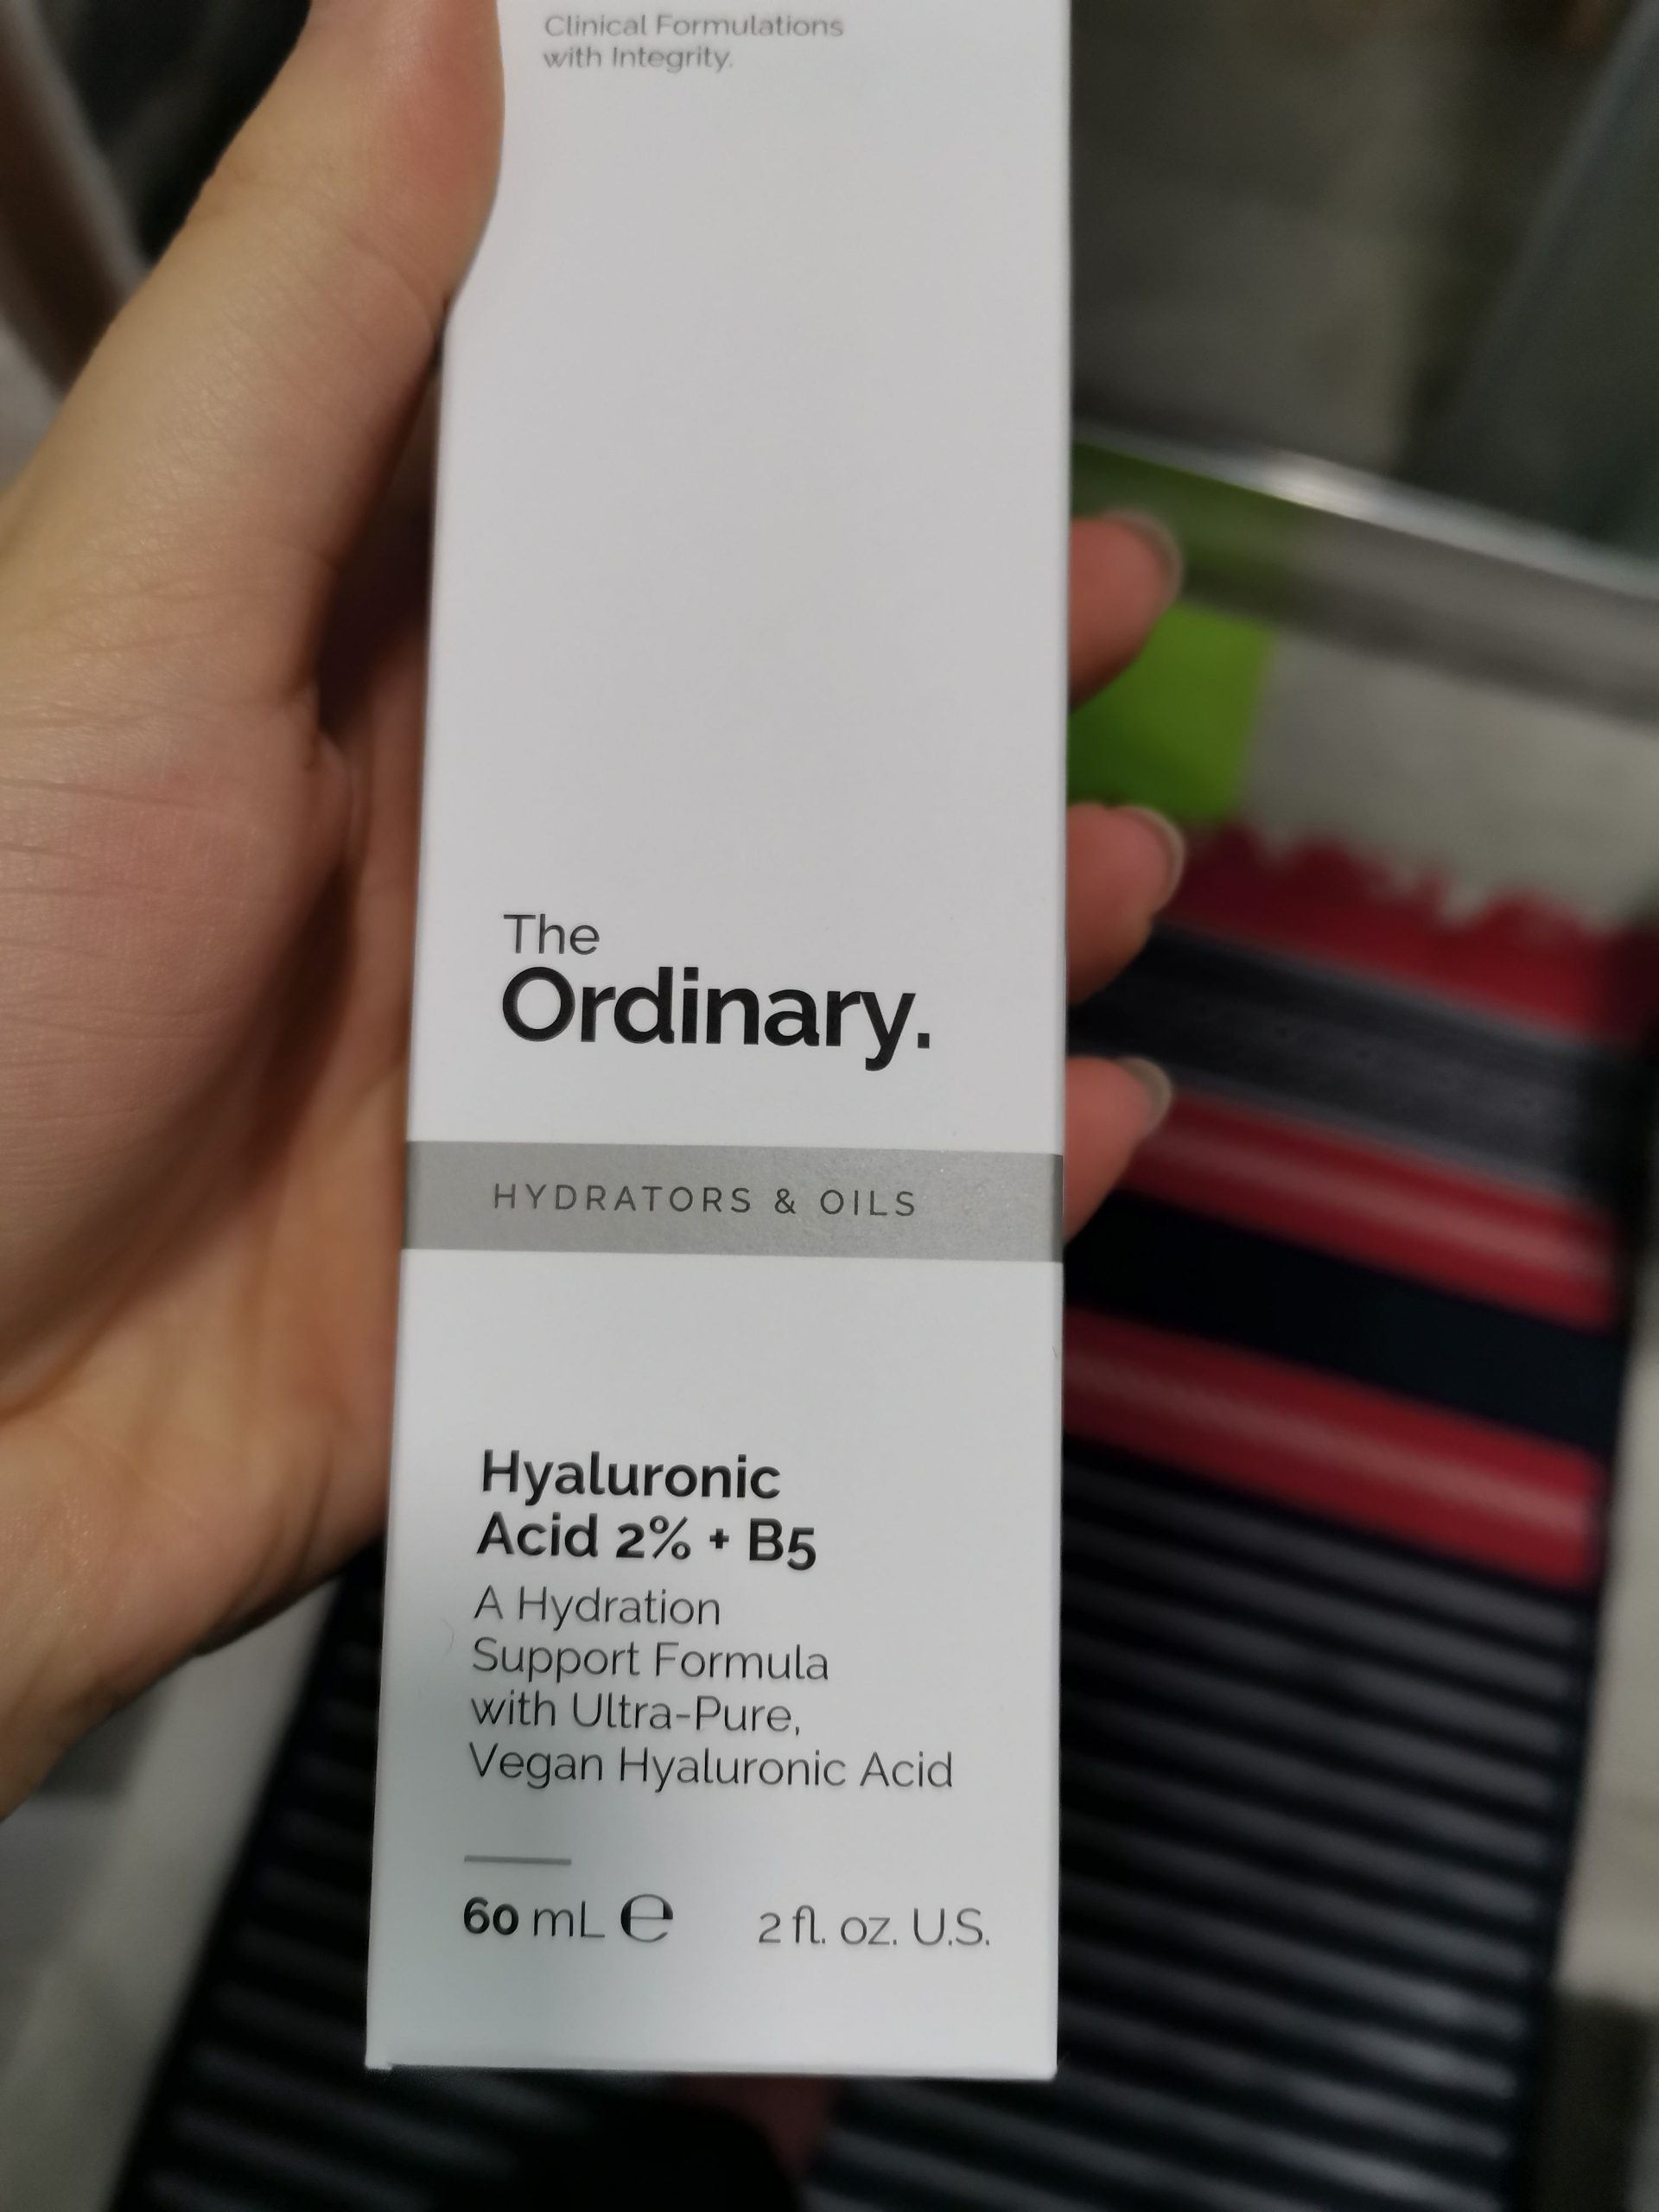 Clinical Formulations
with Integrity.
The
Ordinary.
HYDRATORS & OILS
Hyaluronic
Acid 2% + B5
A Hydration
Support Formula
with Ultra-Pure,
Vegan Hyaluronic Acid
60 mL ℮ 2 fl. oz. U.S.